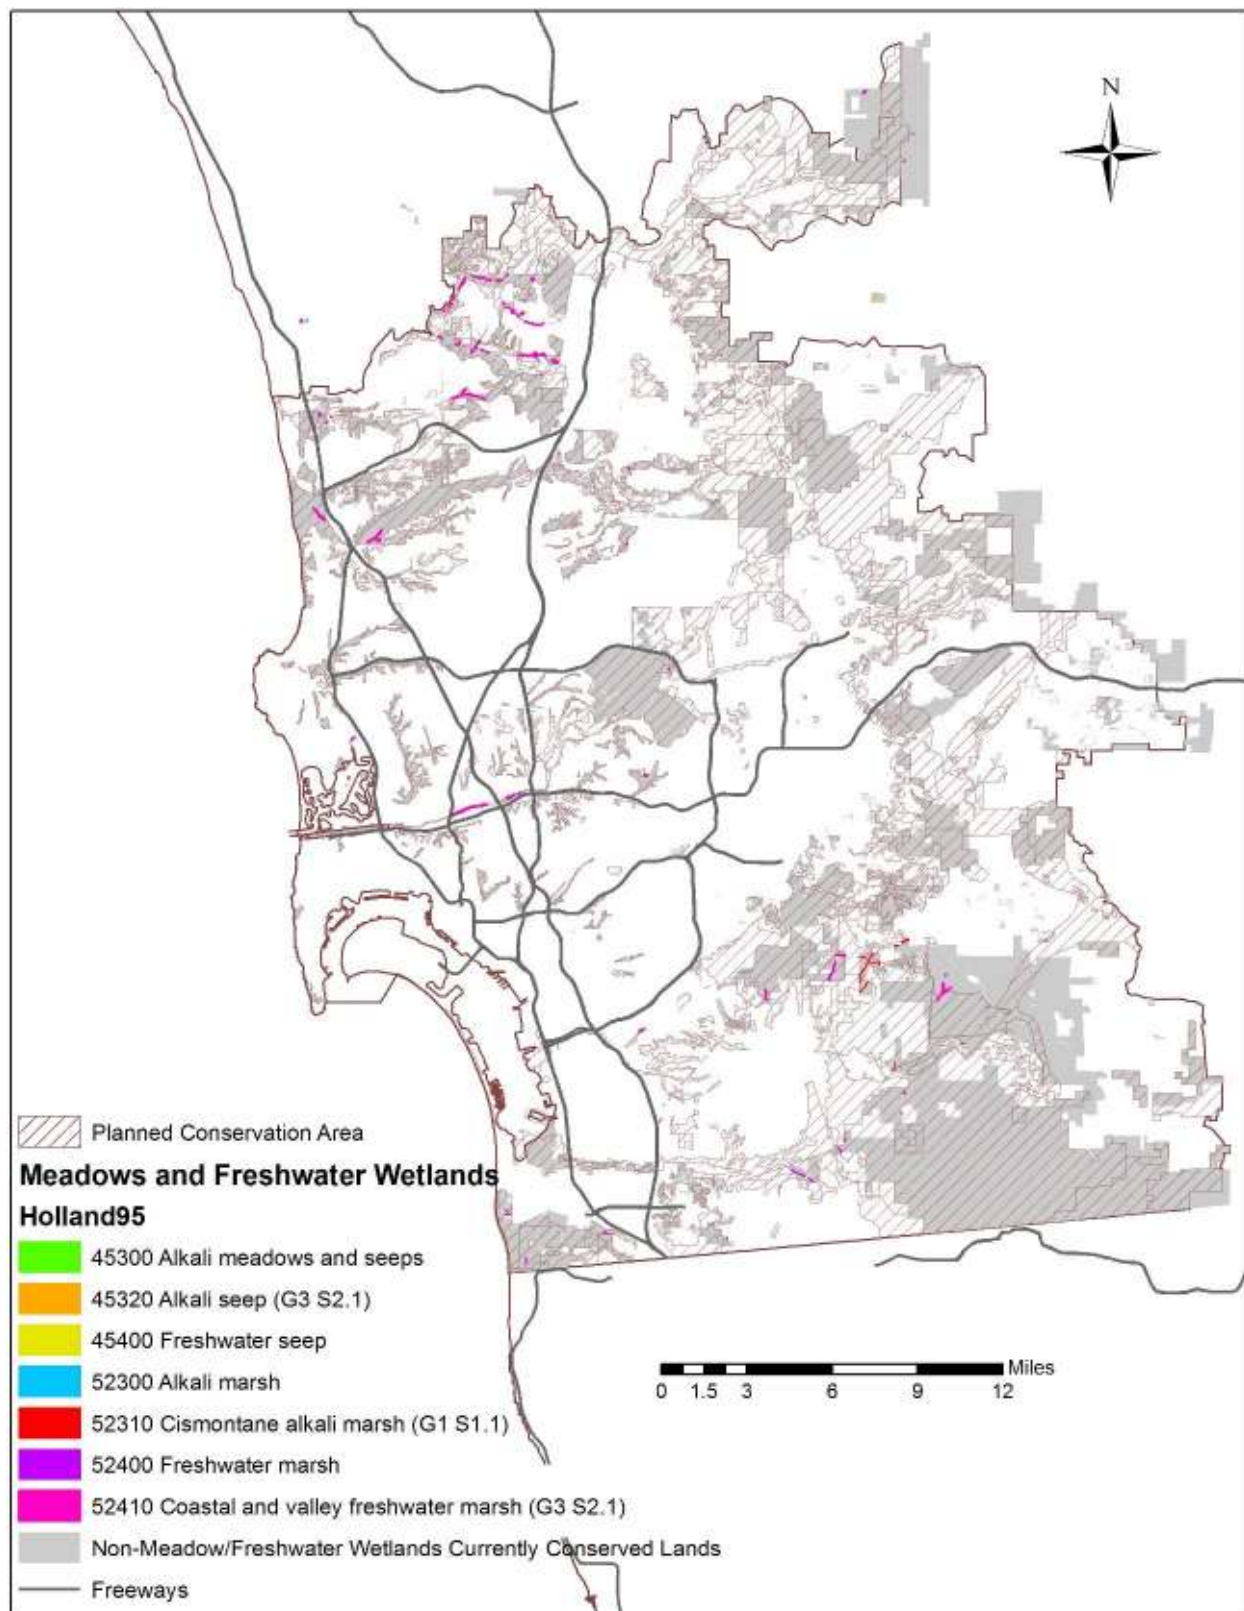 N
Planned Conservation Area
Meadows and Freshwater Wetlands
Holland95
45300 Alkali meadows and seeps
45320 Alkali seep (G3 S2.1)
45400 Freshwater seep
52300 Alkali marsh
52310 Cismontane alkali marsh (G1 S1.1)
52400 Freshwater marsh
52410 Coastal and valley freshwater marsh (G3 S2.1)
Non-Meadow/Freshwater Wetlands Currently Conserved Lands
Freeways
Miles
0 1.5 3 6 9 12